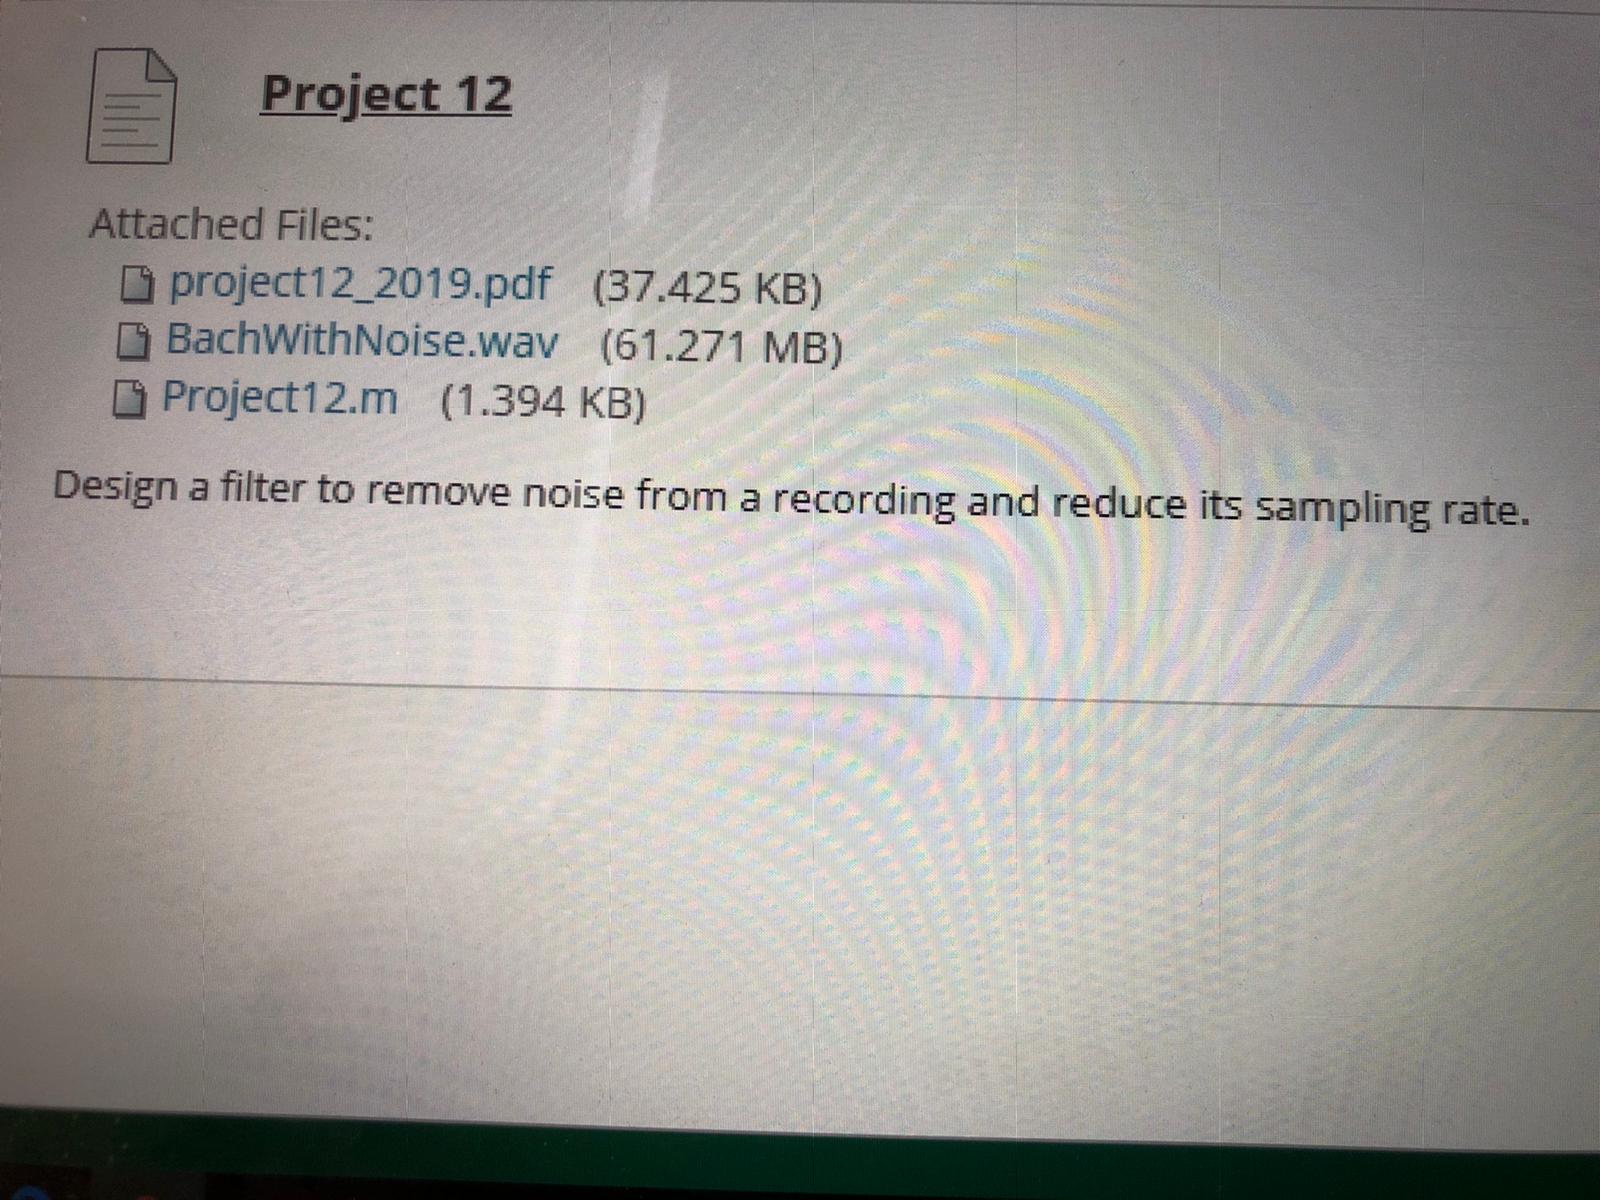 Project 12
Attached Files:
project12_2019.pdf (37.425 KB)
BachWithNoise.wav (61.271 MB)
Project12.m (1.394 KB)
Design a filter to remove noise from a recording and reduce its sampling rate.